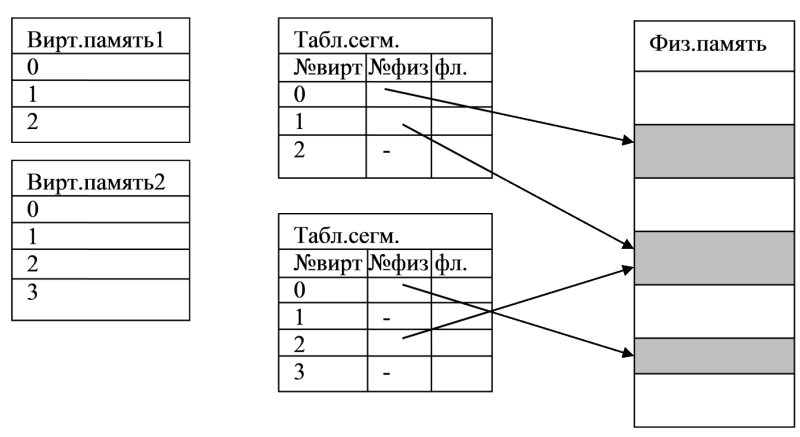 Вирт.память1
0
1
2
Вирт.память2
0
1
2
3
Табл.сегм.
№вирт №физ фл.
0
1
2 -
Табл.сегм.
№вирт №физ фл.
0
1 -
2
3 -
Физ.память